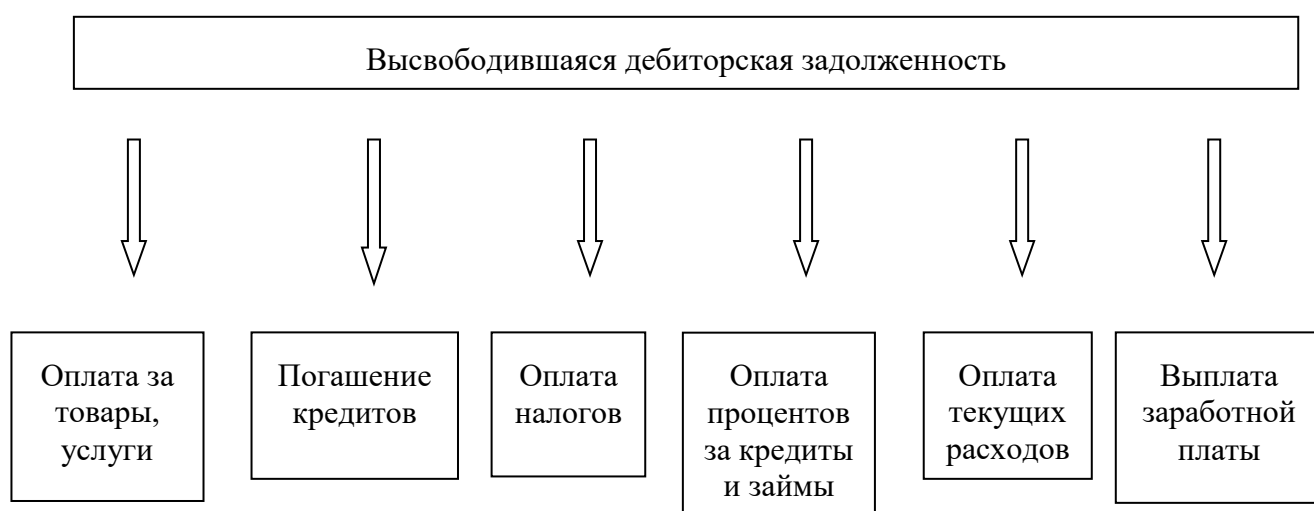 Высвободившаяся дебиторская задолженность
Оплата за
товары,
услуги
Погашение
кредитов
Оплата
налогов
Оплата
процентов
за кредиты
и займы
Оплата
текущих
расходов
Выплата
заработной
платы